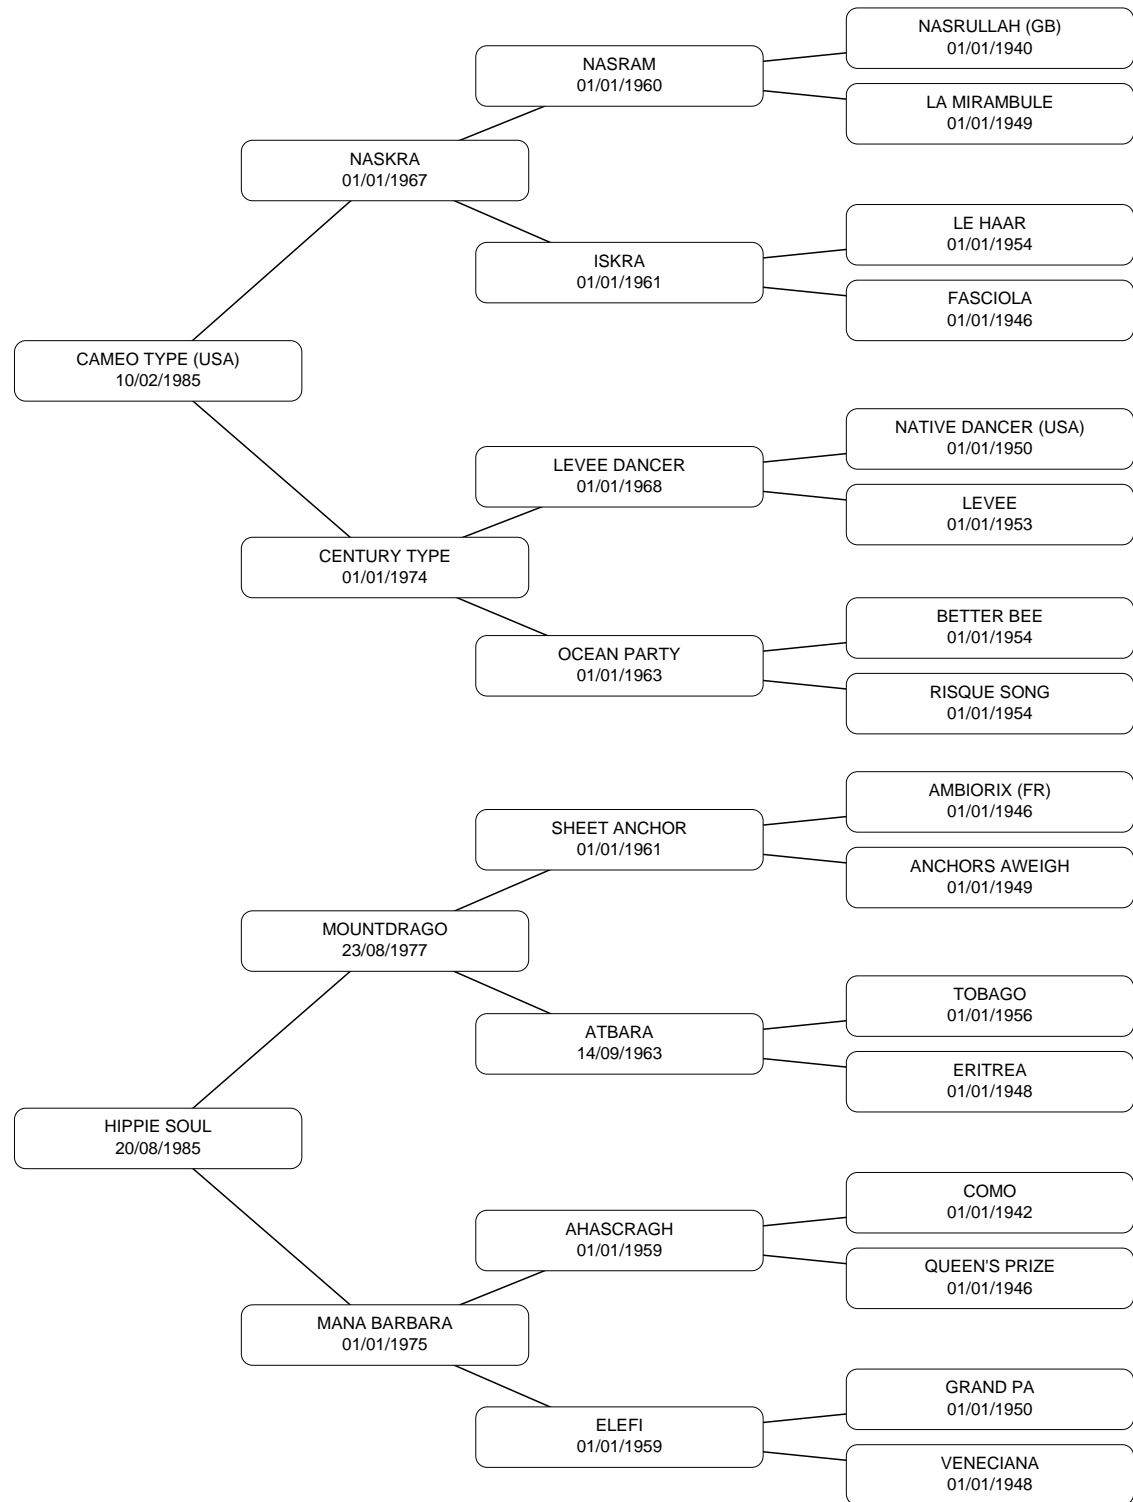 NASRULLAH (GB)
01/01/1940
NASRAM
01/01/1960
LA MIRAMBULE
01/01/1949
NASKRA
01/01/1967
LE HAAR
01/01/1954
ISKRA
01/01/1961
FASCIOLA
01/01/1946
CAMEO TYPE (USA)
10/02/1985
NATIVE DANCER (USA)
01/01/1950
LEVEE DANCER
01/01/1968
LEVEE
01/01/1953
CENTURY TYPE
01/01/1974
BETTER BEE
01/01/1954
OCEAN PARTY
01/01/1963
RISQUE SONG
01/01/1954
AMBIORIX (FR)
01/01/1946
SHEET ANCHOR
01/01/1961
ANCHORS AWEIGH
01/01/1949
MOUNTDRAGO
23/08/1977
TOBAGO
01/01/1956
ATBARA
14/09/1963
ERITREA
01/01/1948
HIPPIE SOUL
20/08/1985
COMO
01/01/1942
AHASCRAGH
01/01/1959
QUEEN'S PRIZE
01/01/1946
MANA BARBARA
01/01/1975
GRAND PA
01/01/1950
ELEFI
01/01/1959
VENECIANA
01/01/1948